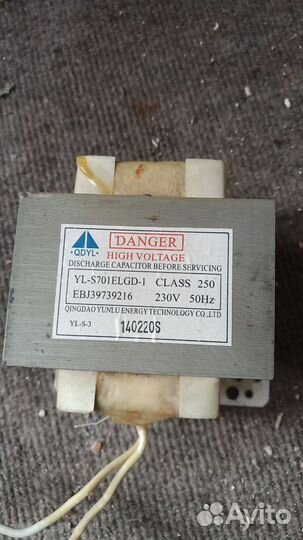 DANGER
HIGH VOLTAGE
·QDYL·
DISCHARGE CAPACITOR BEFORE SERVICING
YL-S701ELGD-1 CLASS 250
EBJ39739216 230V 50Hz
QINGDAO YUNLU ENERGY TECHNOLOGY CO.,LTD
YL-S-3
140220S
Avito